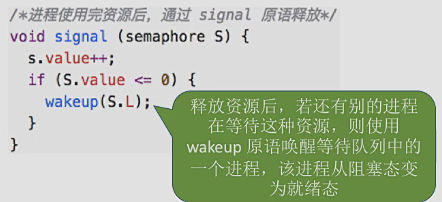 /*进程使用完资源后，通过 signal 原语释放*/
void signal (semaphore S) {
s.value++;
if (S.value <= 0) {
wakeup(S.L);
}
}
释放资源后，若还有别的进程
在等待这种资源，则使用
wakeup 原语唤醒等待队列中的
一个进程，该进程从阻塞态变
为就绪态